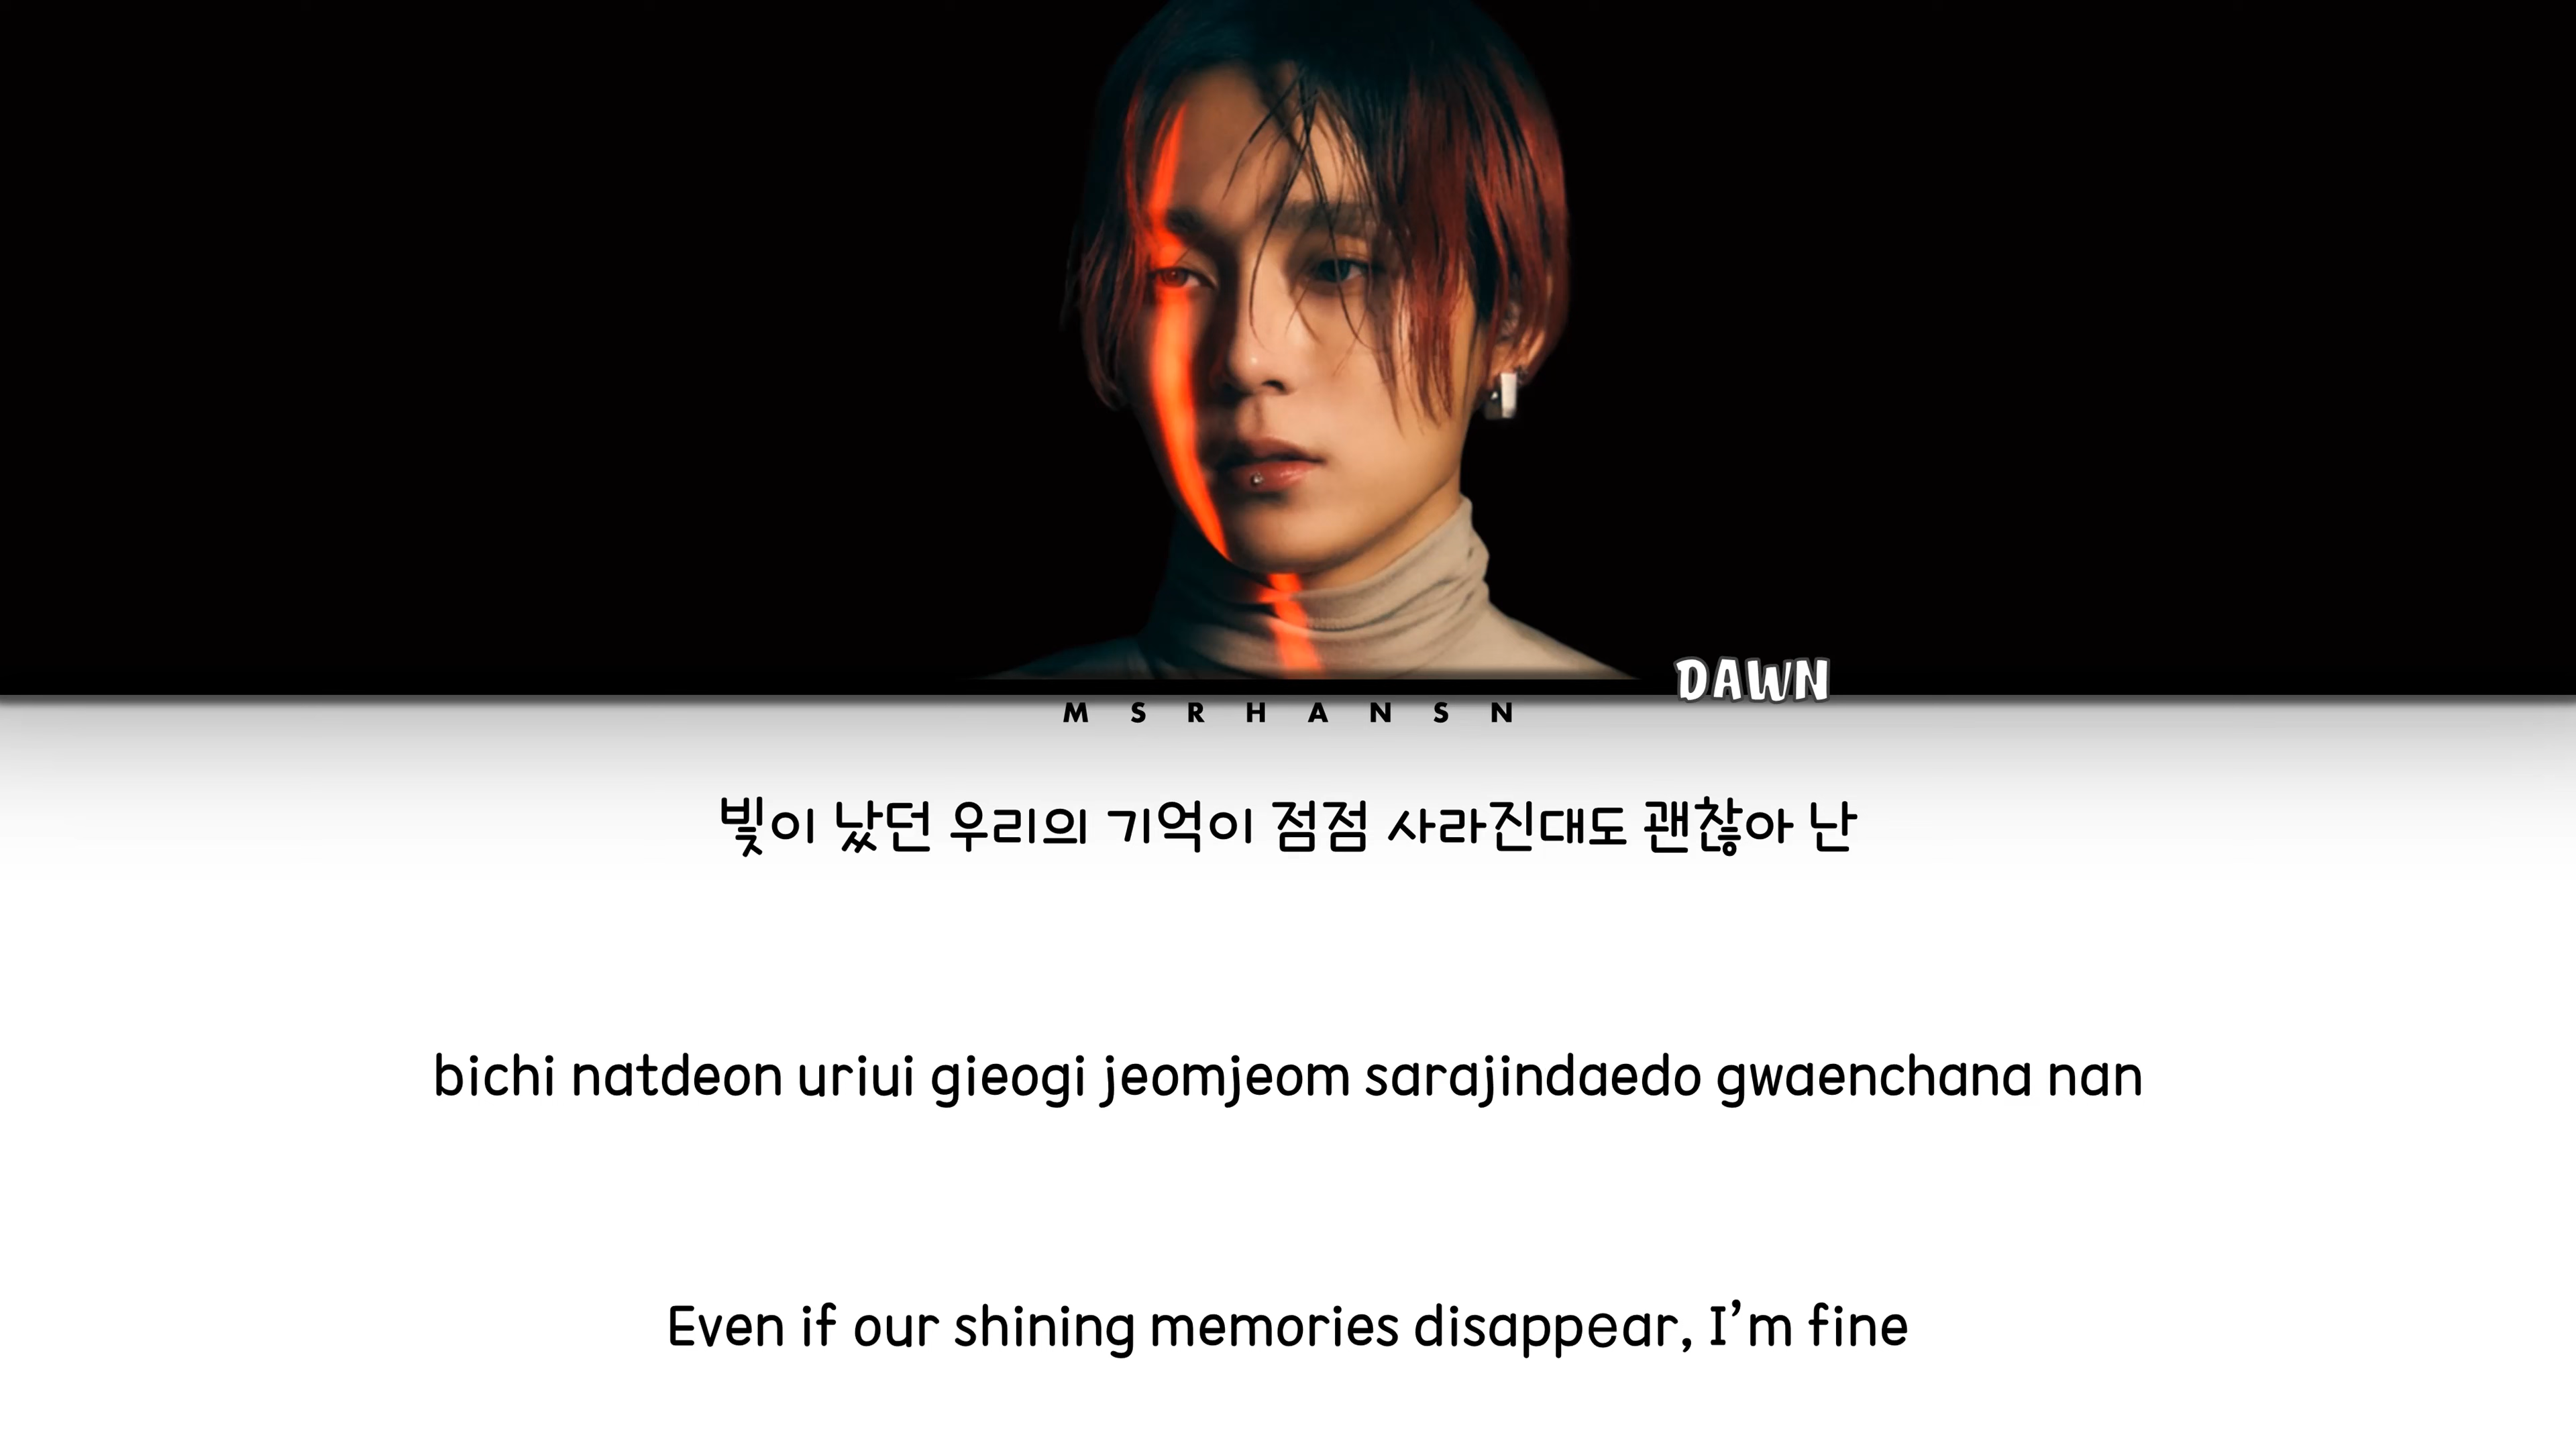 DAWN
M S R H A N S N
빛이 났던 우리의 기억이 점점 사라진대도 괜찮아 난
bichi natdeon uriui gieogi jeomjeom sarajindaedo gwaenchana nan
Even if our shining memories disappear, I’m fine